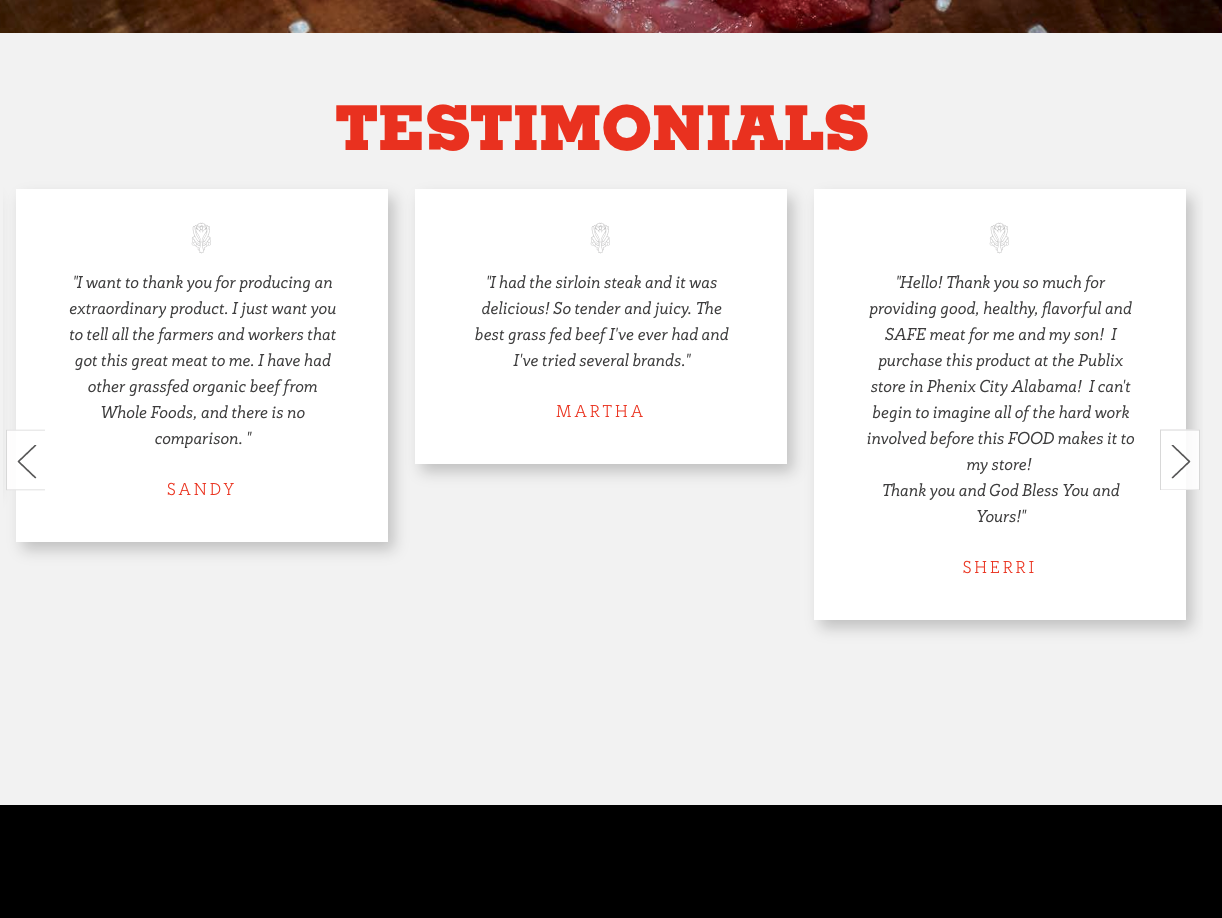 TESTIMONIALS
"I want to thank you for producing an
extraordinary product. I just want you
to tell all the farmers and workers that
got this great meat to me. I have had
other grassfed organic beef from
Whole Foods, and there is no
comparison. "
SANDY
"I had the sirloin steak and it was
delicious! So tender and juicy. The
best grass fed beef I've ever had and
I've tried several brands."
MARTHA
"Hello! Thank you so much for
providing good, healthy, flavorful and
SAFE meat for me and my son!  I
purchase this product at the Publix
store in Phenix City Alabama!  I can't
begin to imagine all of the hard work
involved before this FOOD makes it to
my store!
Thank you and God Bless You and
Yours!"
SHERRI